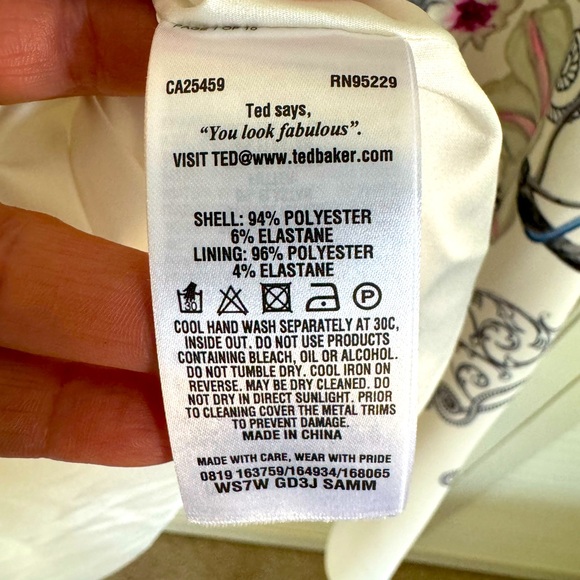 PAGE 1 OF 10
CA25459 RN95229
Ted says,
“You look fabulous”.
VISIT TED@www.tedbaker.com
SHELL: 94% POLYESTER
6% ELASTANE
LINING: 96% POLYESTER
4% ELASTANE
30 P
COOL HAND WASH SEPARATELY AT 30C,
INSIDE OUT. DO NOT USE PRODUCTS
CONTAINING BLEACH, OIL OR ALCOHOL.
DO NOT TUMBLE DRY. COOL IRON ON
REVERSE. MAY BE DRY CLEANED. DO
NOT DRY IN DIRECT SUNLIGHT. PRIOR
TO CLEANING COVER THE METAL TRIMS
TO PREVENT DAMAGE.
MADE IN CHINA
MADE WITH CARE, WEAR WITH PRIDE
0819 163759/164934/168065
WS7W GD3J SAMM